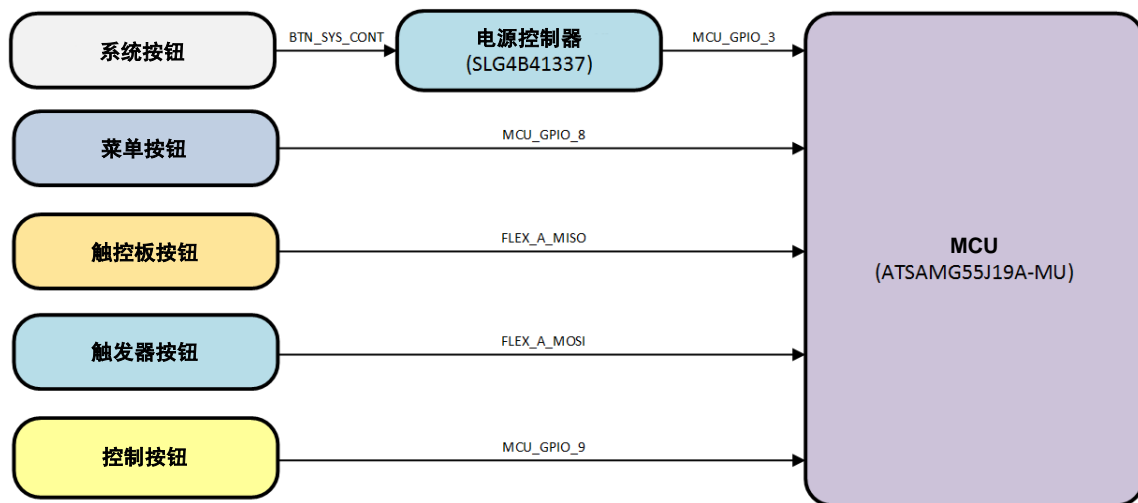 系统按钮
BTN_SYS_CONT
电源控制器
(SLG4B41337)
MCU_GPIO_3
菜单按钮
MCU_GPIO_8
触控板按钮
FLEX_A_MISO
MCU
(ATSAMG55J19A-MU)
触发器按钮
FLEX_A_MOSI
控制按钮
MCU_GPIO_9